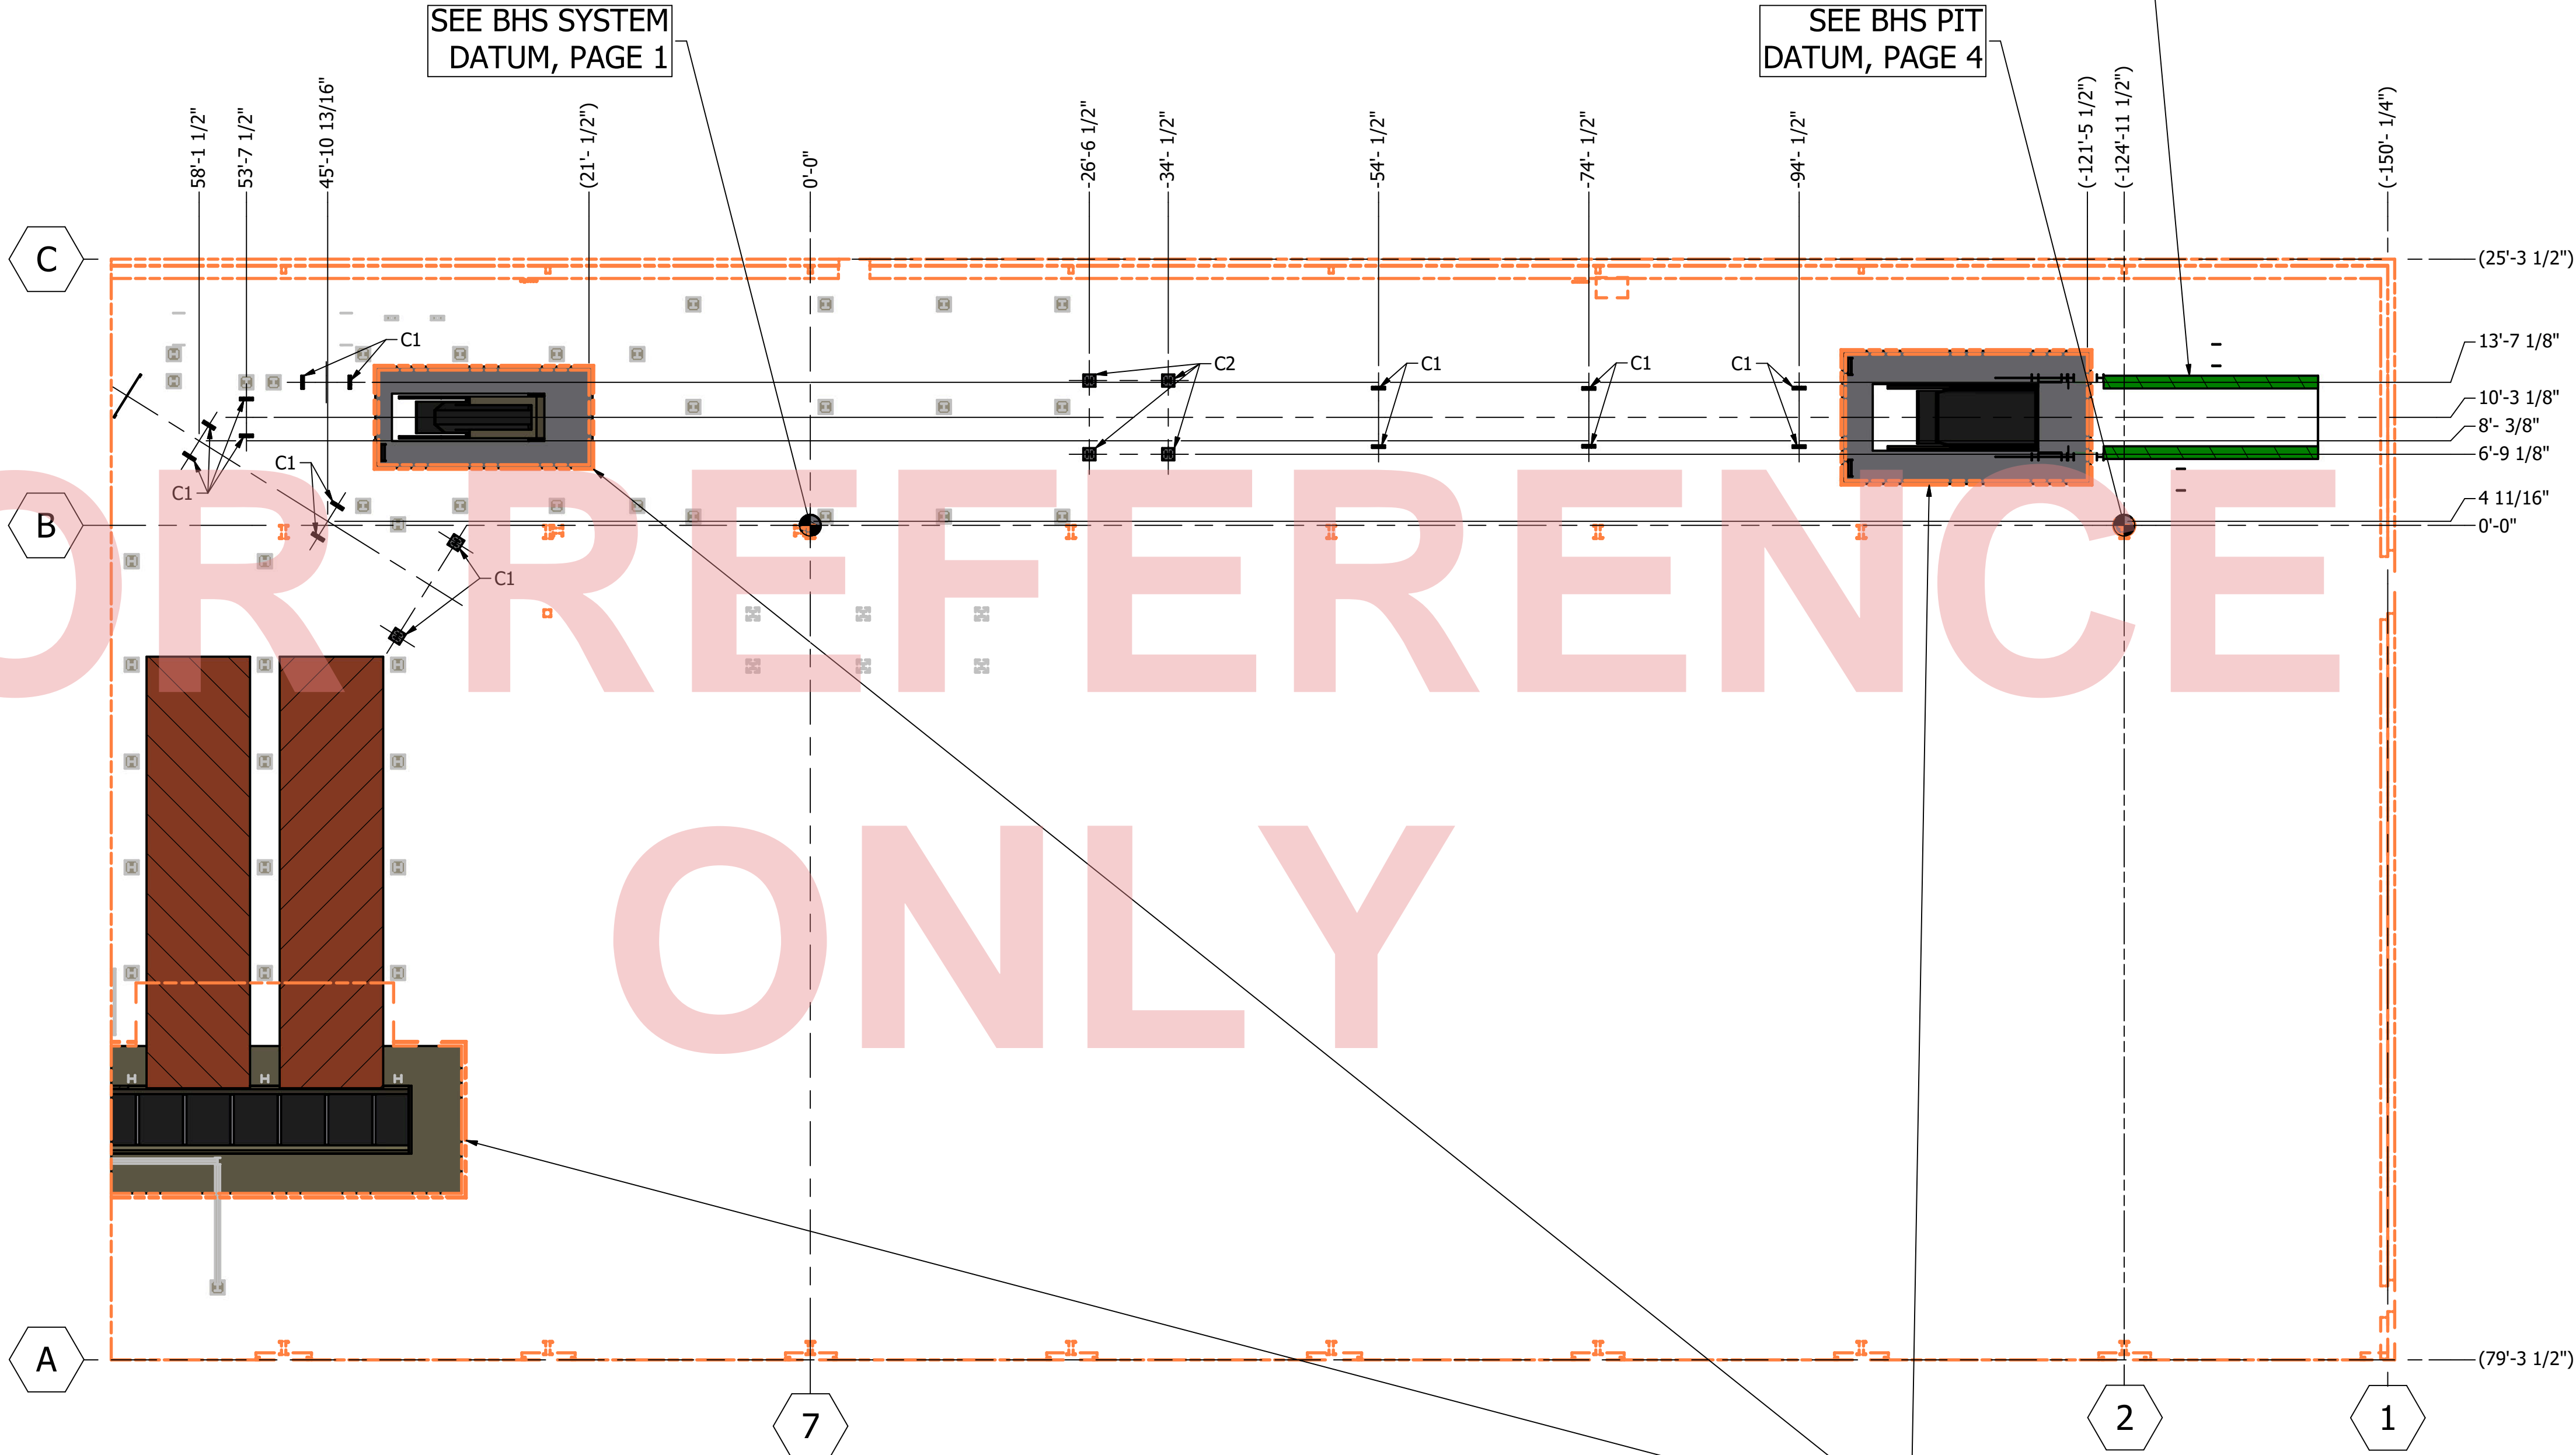 SEE BHS SYSTEM
DATUM, PAGE 1
SEE BHS PIT
DATUM, PAGE 4
58'-1 1/2"
53'-7 1/2"
45'-10 13/16"
(21'- 1/2")
0'-0"
-26'-6 1/2"
-34'- 1/2"
-54'- 1/2"
-74'- 1/2"
-94'- 1/2"
(-121'-5 1/2")
(-124'-11 1/2")
(-150'- 1/4")
C
(25'-3 1/2")
C1
C2
C1
C1
C1
13'-7 1/8"
10'-3 1/8"
8'- 3/8"
6'-9 1/8"
C1
C1
4 11/16"
B
0'-0"
C1
OR REFERENCE
ONLY
A
(79'-3 1/2")
7
2
1